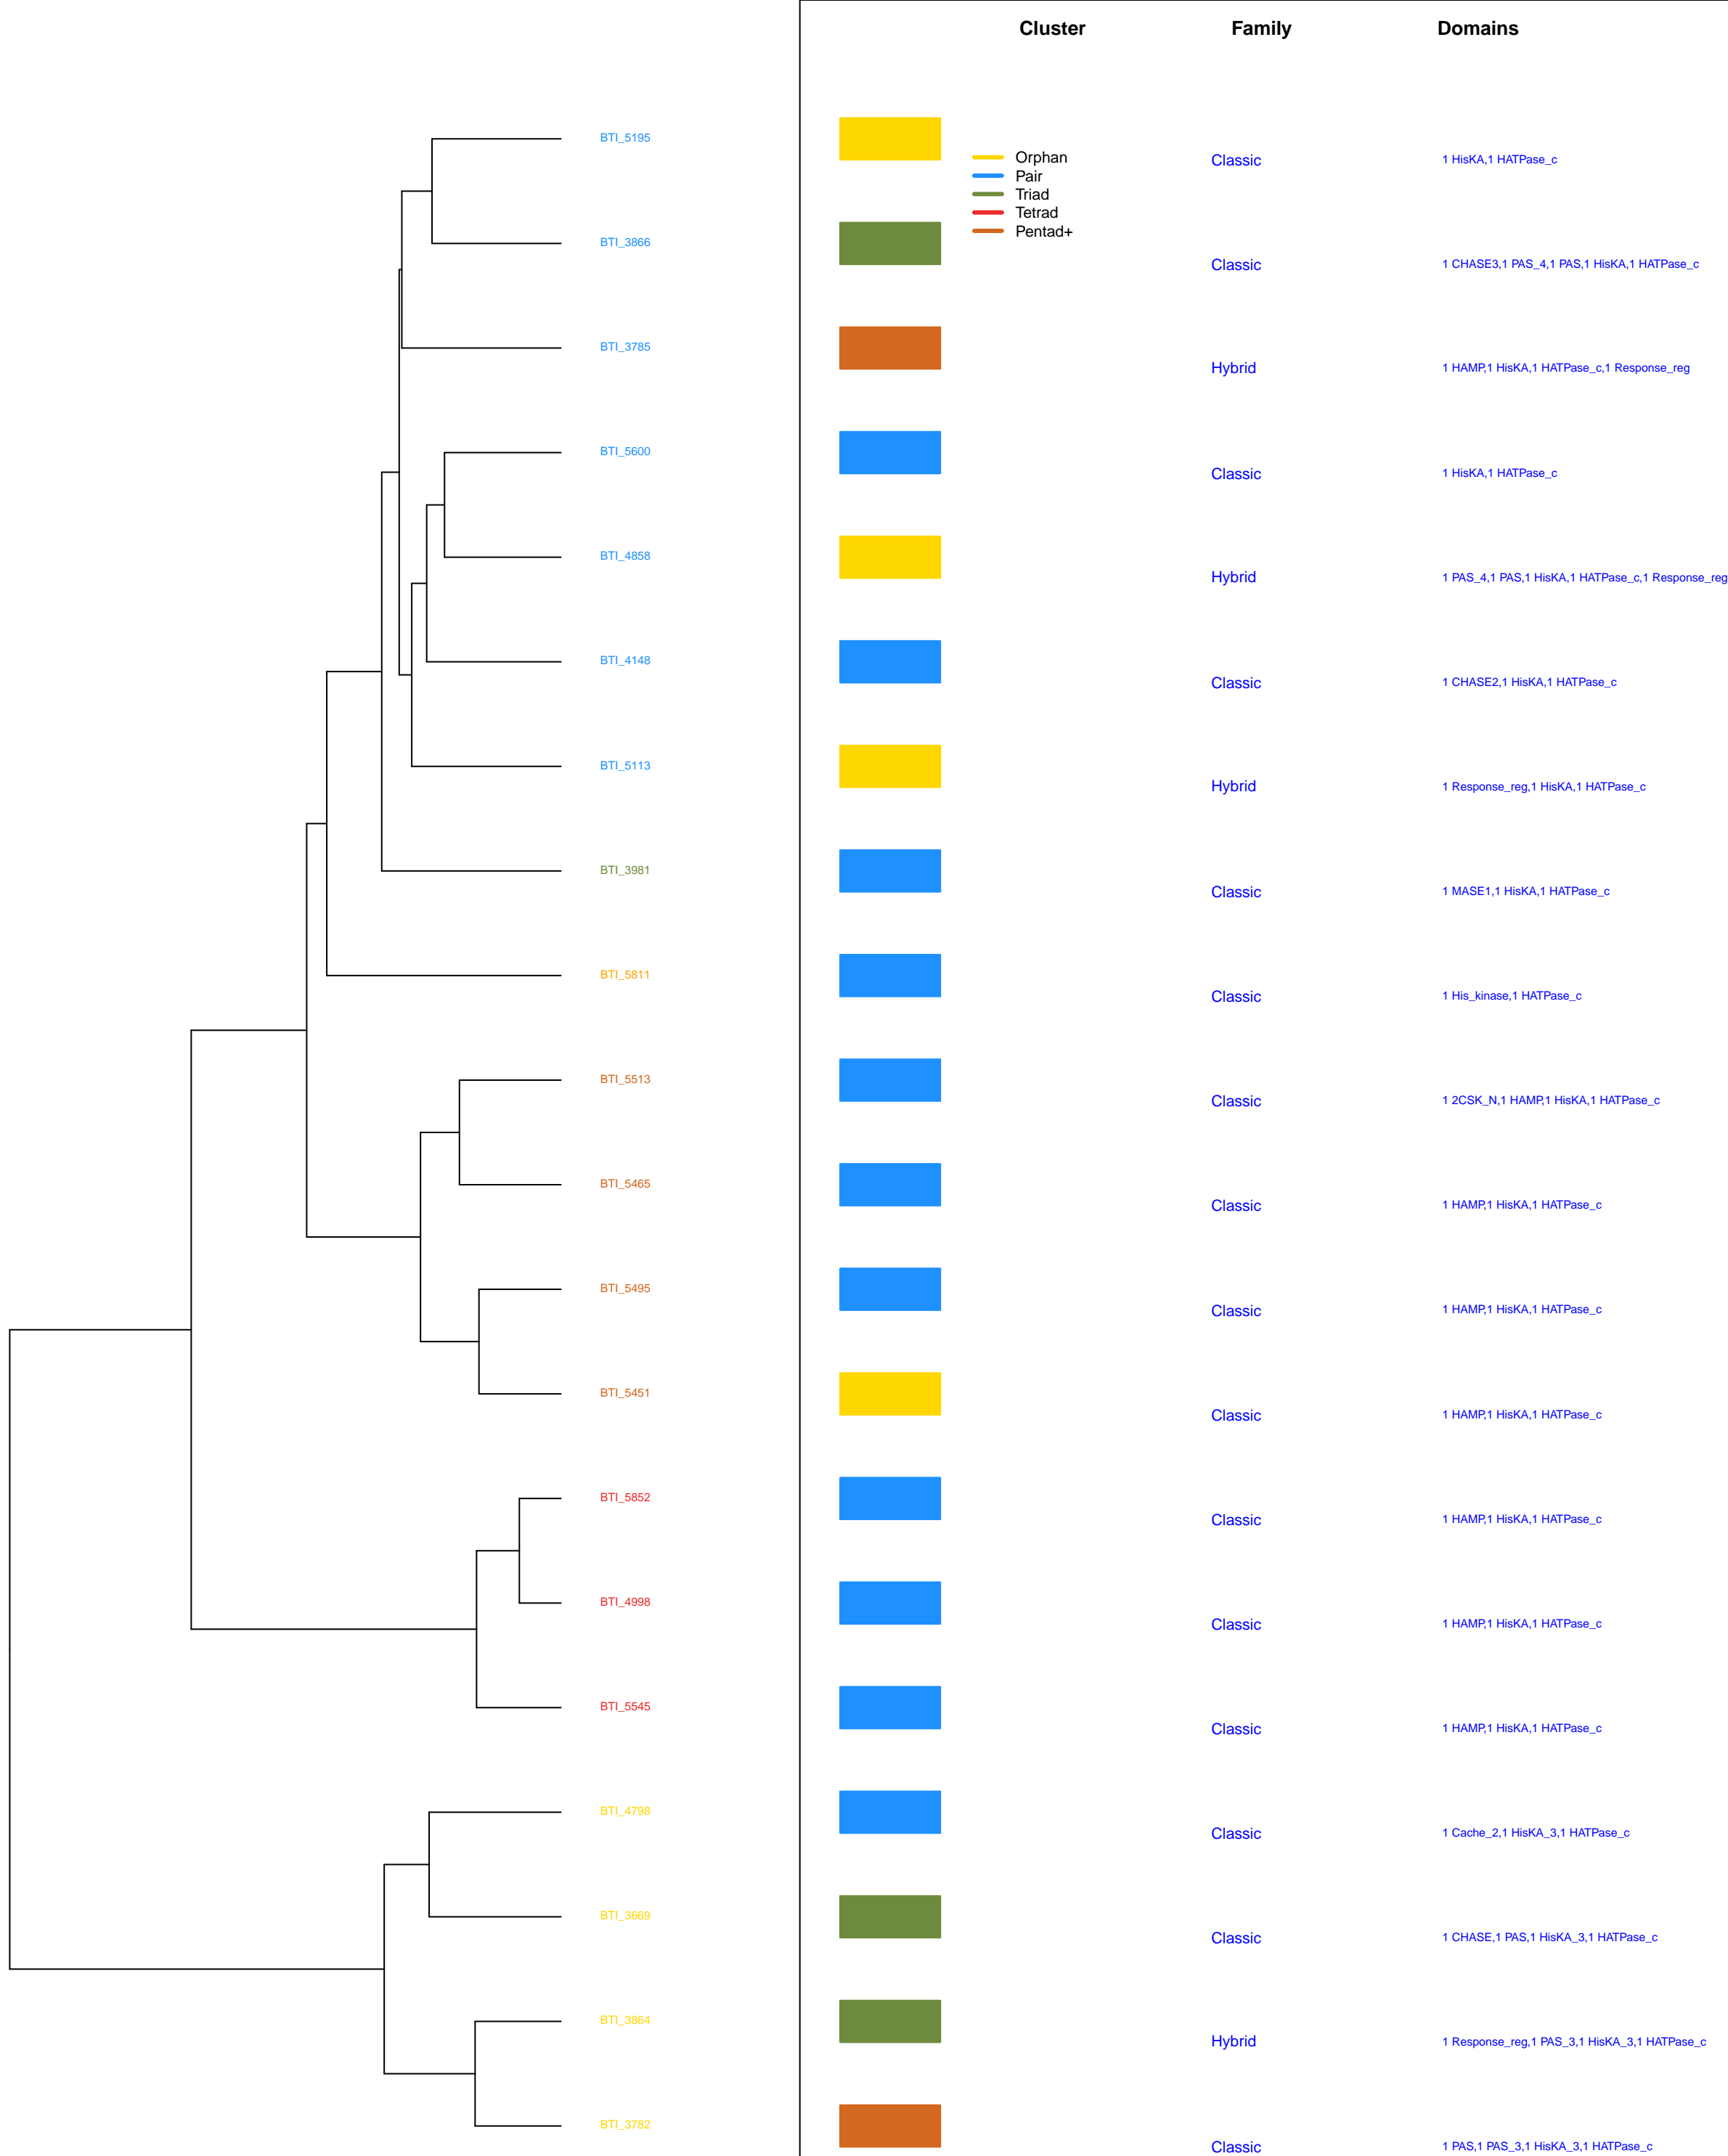 Cluster Family Domains
BTI_5195
Orphan
Classic 1 HisKA,1 HATPase_c
Pair
Triad
Tetrad
Pentad+
BTI_3866
Classic 1 CHASE3,1 PAS_4,1 PAS,1 HisKA,1 HATPase_c
BTI_3785
Hybrid 1 HAMP,1 HisKA,1 HATPase_c,1 Response_reg
BTI_5600
Classic 1 HisKA,1 HATPase_c
BTI_4858
Hybrid 1 PAS_4,1 PAS,1 HisKA,1 HATPase_c,1 Response_reg
BTI_4148
Classic 1 CHASE2,1 HisKA,1 HATPase_c
BTI_5113
Hybrid 1 Response_reg,1 HisKA,1 HATPase_c
BTI_3981
Classic 1 MASE1,1 HisKA,1 HATPase_c
BTI_5811
Classic 1 His_kinase,1 HATPase_c
BTI_5513
Classic 1 2CSK_N,1 HAMP,1 HisKA,1 HATPase_c
BTI_5465
Classic 1 HAMP,1 HisKA,1 HATPase_c
BTI_5495
Classic 1 HAMP,1 HisKA,1 HATPase_c
BTI_5451
Classic 1 HAMP,1 HisKA,1 HATPase_c
BTI_5852
Classic 1 HAMP,1 HisKA,1 HATPase_c
BTI_4998
Classic 1 HAMP,1 HisKA,1 HATPase_c
BTI_5545
Classic 1 HAMP,1 HisKA,1 HATPase_c
BTI_4798
Classic 1 Cache_2,1 HisKA_3,1 HATPase_c
BTI_3669
Classic 1 CHASE,1 PAS,1 HisKA_3,1 HATPase_c
BTI_3864
Hybrid 1 Response_reg,1 PAS_3,1 HisKA_3,1 HATPase_c
BTI_3782
Classic 1 PAS,1 PAS_3,1 HisKA_3,1 HATPase_c